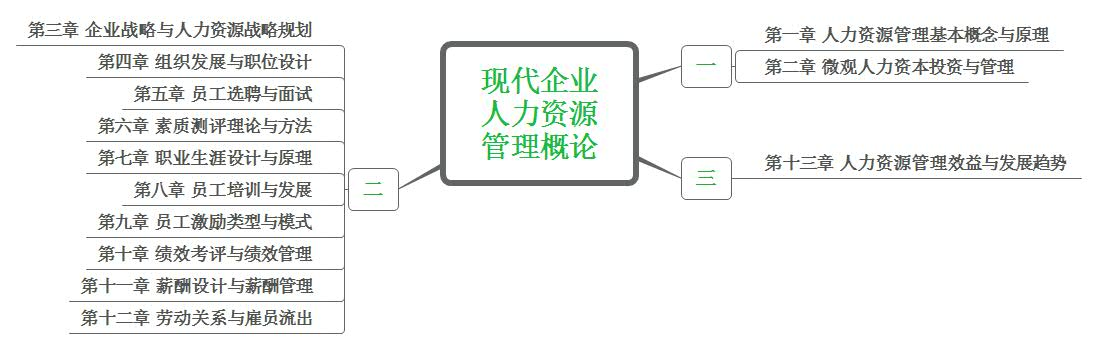 现代企业
人力资源
管理概论
一
第一章 人力资源管理基本概念与原理
第二章 微观人力资本投资与管理
二
第三章 企业战略与人力资源战略规划
第四章 组织发展与职位设计
第五章 员工选聘与面试
第六章 素质测评理论与方法
第七章 职业生涯设计与原理
第八章 员工培训与发展
第九章 员工激励类型与模式
第十章 绩效考评与绩效管理
第十一章 薪酬设计与薪酬管理
第十二章 劳动关系与雇员流出
三
第十三章 人力资源管理效益与发展趋势